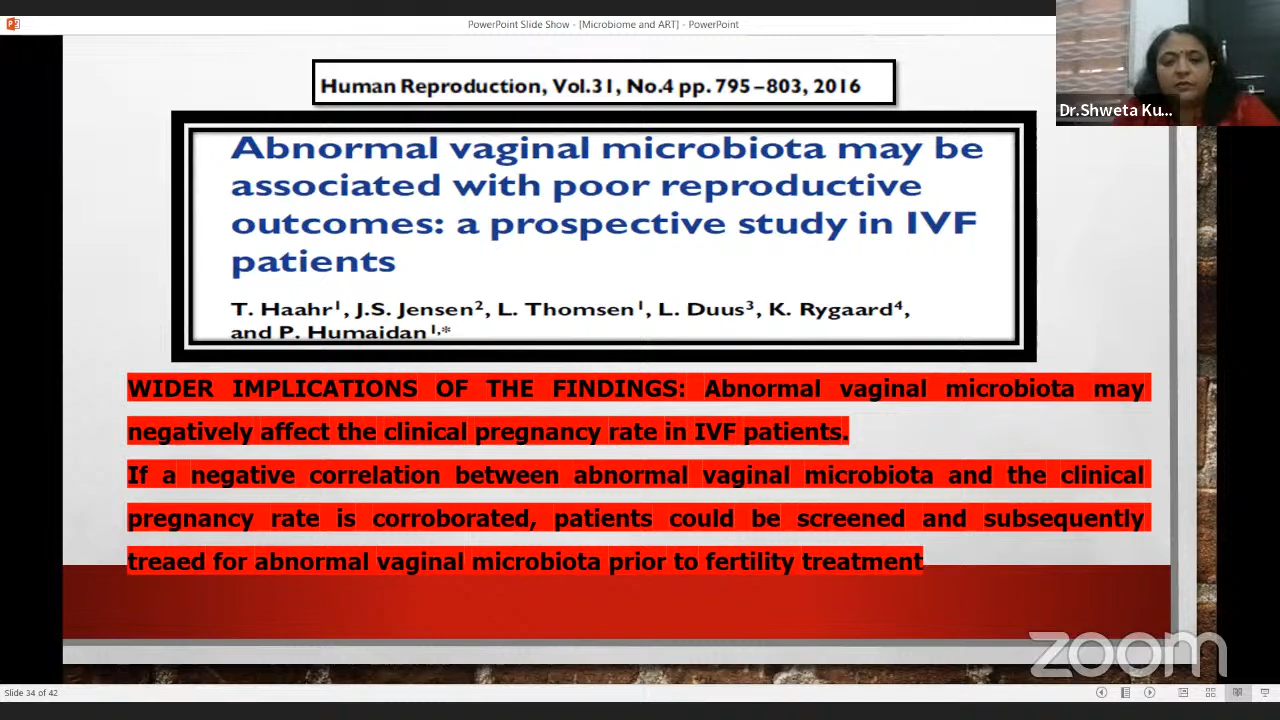 PowerPoint Slide Show - [Microbiome and ART] - PowerPoint
Dr.Shweta Ku...
Human Reproduction, Vol.31, No.4 pp. 795–803, 2016
Abnormal vaginal microbiota may be
associated with poor reproductive
outcomes: a prospective study in IVF
patients
T. Haahr¹, J.S. Jensen², L. Thomsen¹, L. Duus³, K. Rygaard⁴,
and P. Humaidan¹,*
WIDER IMPLICATIONS OF THE FINDINGS: Abnormal vaginal microbiota may
negatively affect the clinical pregnancy rate in IVF patients.
If a negative correlation between abnormal vaginal microbiota and the clinical
pregnancy rate is corroborated, patients could be screened and subsequently
treaed for abnormal vaginal microbiota prior to fertility treatment
zoom
Slide 34 of 42